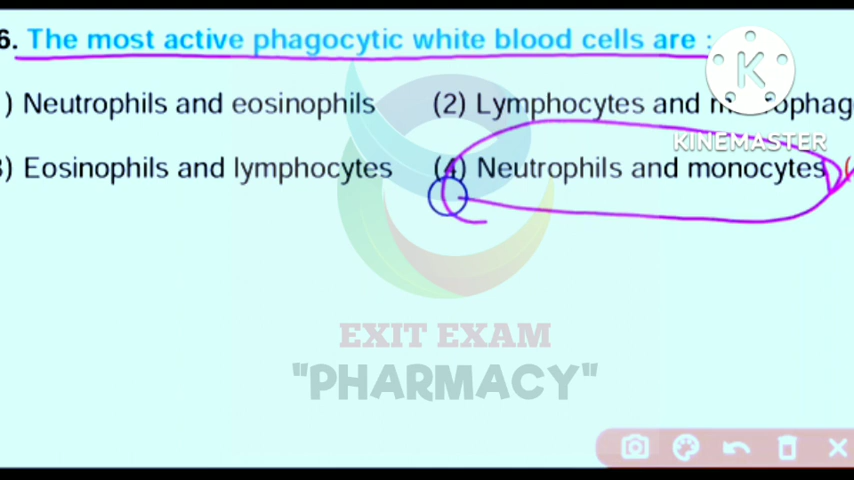 6. The most active phagocytic white blood cells are :
) Neutrophils and eosinophils (2) Lymphocytes and
K
KINEMASTER
3) Eosinophils and lymphocytes (4) Neutrophils and monocytes
EXIT EXAM
"PHARMACY"